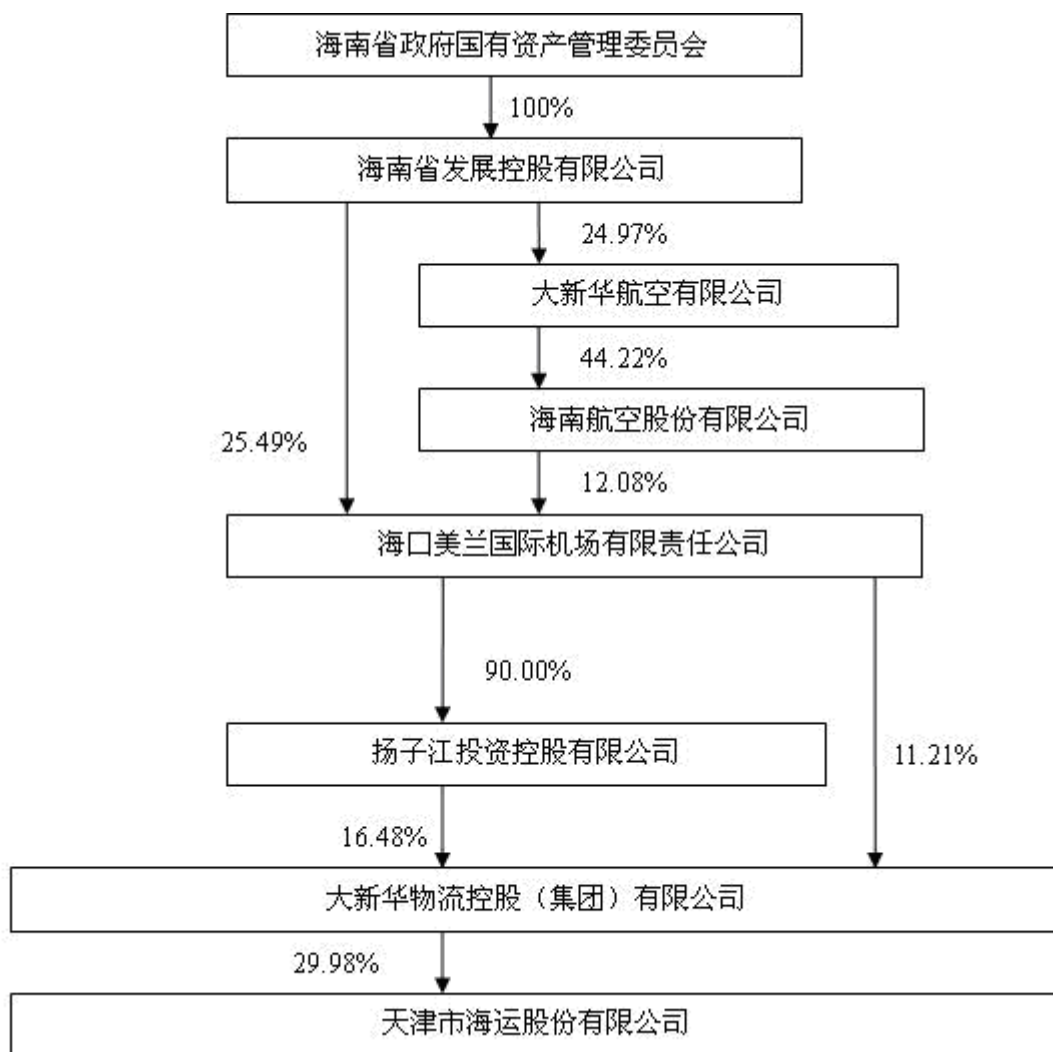 海南省政府国有资产管理委员会
100%
海南省发展控股有限公司
24.97%
大新华航空有限公司
44.22%
海南航空股份有限公司
25.49%
12.08%
海口美兰国际机场有限责任公司
90.00%
扬子江投资控股有限公司
11.21%
16.48%
大新华物流控股（集团）有限公司
29.98%
天津市海运股份有限公司